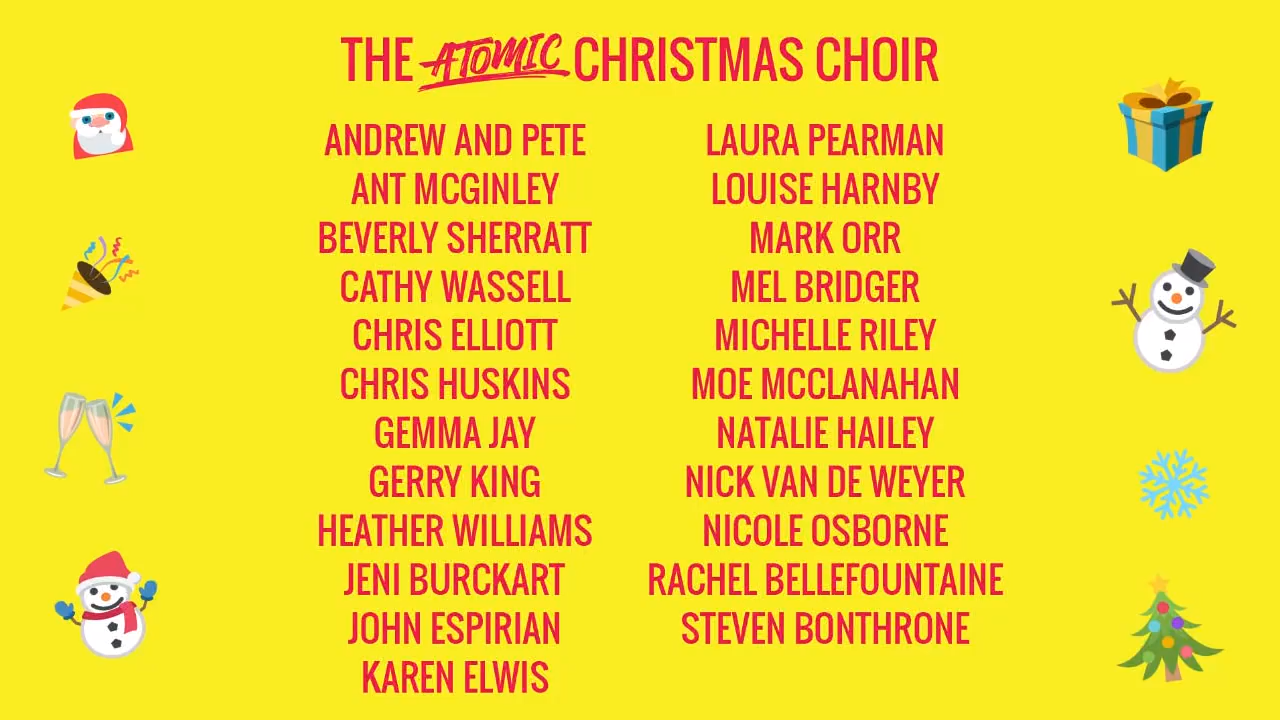 THE ATOMIC CHRISTMAS CHOIR
ANDREW AND PETE
ANT MCGINLEY
BEVERLY SHERRATT
CATHY WASSELL
CHRIS ELLIOTT
CHRIS HUSKINS
GEMMA JAY
GERRY KING
HEATHER WILLIAMS
JENI BURCKART
JOHN ESPIRIAN
KAREN ELWIS
LAURA PEARMAN
LOUISE HARNBY
MARK ORR
MEL BRIDGER
MICHELLE RILEY
MOE MCCLANAHAN
NATALIE HAILEY
NICK VAN DE WEYER
NICOLE OSBORNE
RACHEL BELLEFOUNTAINE
STEVEN BONTHRONE